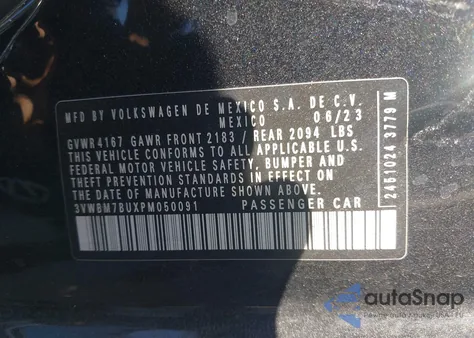 MFD BY VOLKSWAGEN DE MEXICO S.A. DE C.V.
MEXICO 06/23
GVWR 4167 GAWR FRONT 2183 / REAR 2094 LBS
THIS VEHICLE CONFORMS TO ALL APPLICABLE U.S.
FEDERAL MOTOR VEHICLE SAFETY, BUMPER AND
THEFT PREVENTION STANDARDS IN EFFECT ON
THE DATE OF MANUFACTURE SHOWN ABOVE.
3VWBM7BUXPM050091 PASSENGER CAR
2451024 3779 M
autoSnap